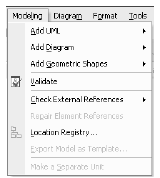 Modeling Diagram Format Tools
Add UML
Add Diagram
Add Geometric Shapes
Validate
Check External References
Repair Element References
Location Registry...
Export Model as Template...
Make a Separate Unit